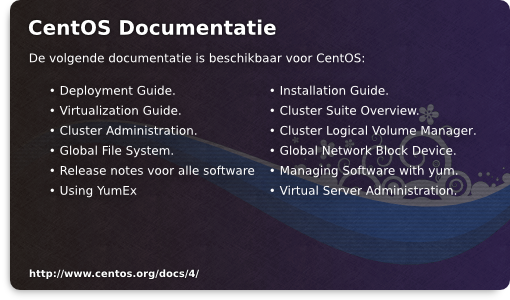 CentOS Documentatie
De volgende documentatie is beschikbaar voor CentOS:
• Deployment Guide.
• Virtualization Guide.
• Cluster Administration.
• Global File System.
• Release notes voor alle software
• Using YumEx
• Installation Guide.
• Cluster Suite Overview.
• Cluster Logical Volume Manager.
• Global Network Block Device.
• Managing Software with yum.
• Virtual Server Administration.
http://www.centos.org/docs/4/